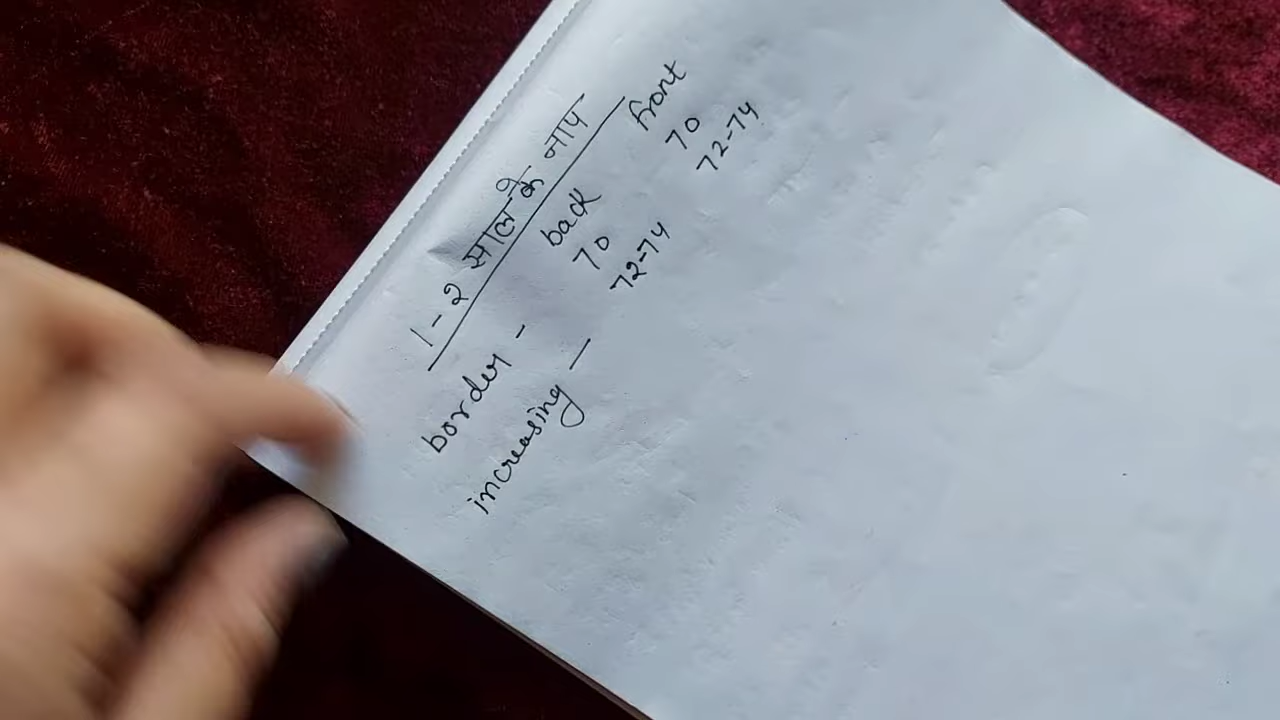 1-2 साल के नाप
back front
border - 70 70
increasing - 72-74 72-74